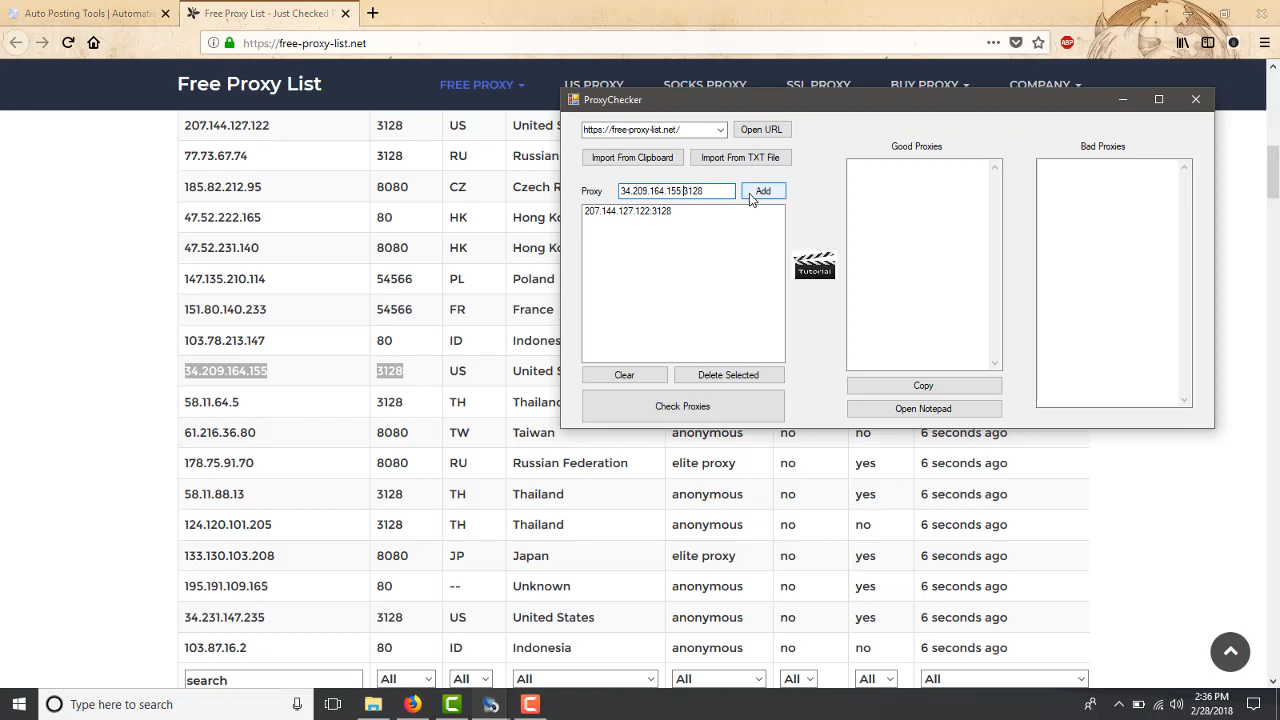 Auto Posting Tools | Automat
Free Proxy List - Just Checked
https://free-proxy-list.net
ABP
Free Proxy List
FREE PROXY
US PROXY
SOCKS PROXY
SSL PROXY
BUY PROXY
COMPANY
ProxyChecker
https://free-proxy-list.net/
Open URL
Import From Clipboard
Import From TXT File
Proxy
34.209.164.155:3128
Add
207.144.127.122:3128
Tutorial
Good Proxies
Bad Proxies
Clear
Delete Selected
Check Proxies
Copy
Open Notepad
207.144.127.122 3128 US United S
77.73.67.74 3128 RU Russian
185.82.212.95 8080 CZ Czech R
47.52.222.165 80 HK Hong Ko
47.52.231.140 8080 HK Hong Ko
147.135.210.114 54566 PL Poland
151.80.140.233 54566 FR France
103.78.213.147 80 ID Indones
34.209.164.155 3128 US United S
58.11.64.5 3128 TH Thailand
61.216.36.80 8080 TW Taiwan anonymous no no 6 seconds ago
178.75.91.70 8080 RU Russian Federation elite proxy no yes 6 seconds ago
58.11.88.13 3128 TH Thailand anonymous no yes 6 seconds ago
124.120.101.205 3128 TH Thailand anonymous no no 6 seconds ago
133.130.103.208 8080 JP Japan elite proxy no yes 6 seconds ago
195.191.109.165 80 -- Unknown anonymous no yes 6 seconds ago
34.231.147.235 3128 US United States anonymous no yes 6 seconds ago
103.87.16.2 80 ID Indonesia anonymous no no 6 seconds ago
search All All All All All All All
Type here to search
2:36 PM
2/28/2018